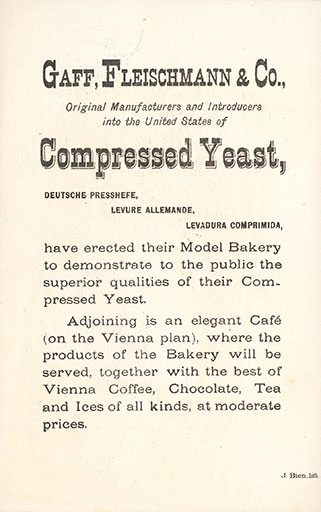 Gaff, Fleischmann & Co.,
Original Manufacturers and Introducers
into the United States of
Compressed Yeast,
DEUTSCHE PRESSHEFE,
LEVURE ALLEMANDE,
LEVADURA COMPRIMIDA,
have erected their Model Bakery
to demonstrate to the public the
superior qualities of their Com-
pressed Yeast.
Adjoining is an elegant Café
(on the Vienna plan), where the
products of the Bakery will be
served, together with the best of
Vienna Coffee, Chocolate, Tea
and Ices of all kinds, at moderate
prices.
J Bien, lith